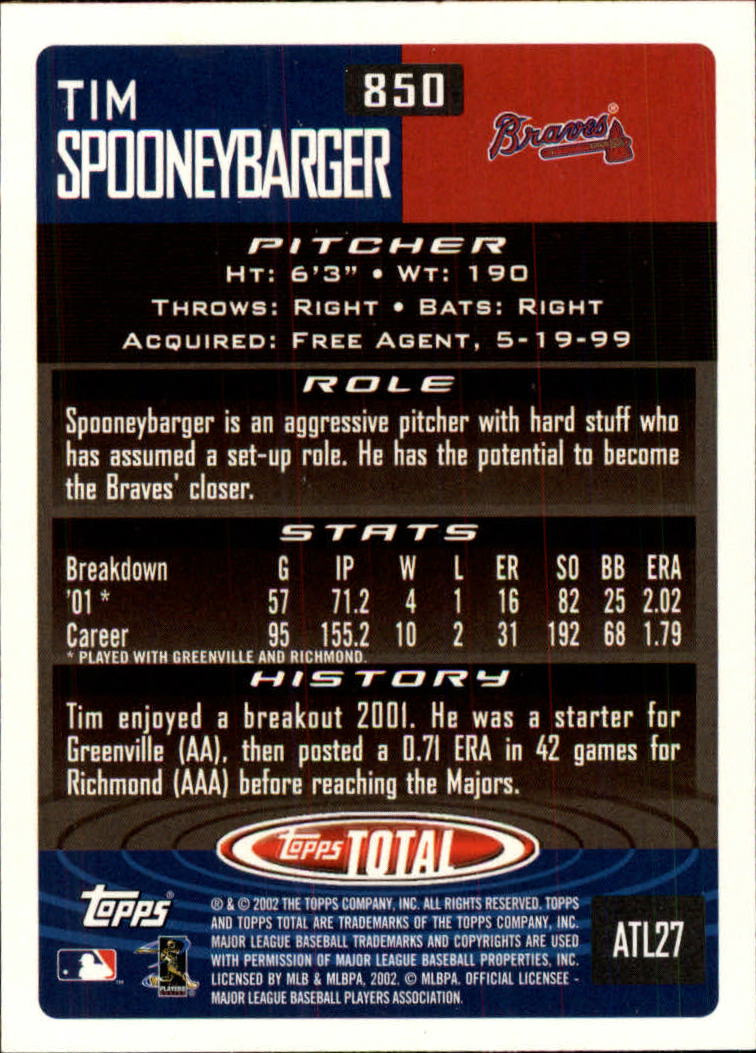 850
TIM
SPOONEYBARGER
Braves®
PITCHER
HT: 6'3" • WT: 190
THROWS: RIGHT • BATS: RIGHT
ACQUIRED: FREE AGENT, 5-19-99
ROLE
Spooneybarger is an aggressive pitcher with hard stuff who
has assumed a set-up role. He has the potential to become
the Braves' closer.
STATS
Breakdown G IP W L ER SO BB ERA
'01 * 57 71.2 4 1 16 82 25 2.02
Career 95 155.2 10 2 31 192 68 1.79
* PLAYED WITH GREENVILLE AND RICHMOND.
HISTORY
Tim enjoyed a breakout 2001. He was a starter for
Greenville (AA), then posted a 0.71 ERA in 42 games for
Richmond (AAA) before reaching the Majors.
Topps TOTAL
Topps®
® & © 2002 THE TOPPS COMPANY, INC. ALL RIGHTS RESERVED. TOPPS
AND TOPPS TOTAL ARE TRADEMARKS OF THE TOPPS COMPANY, INC.
MAJOR LEAGUE BASEBALL TRADEMARKS AND COPYRIGHTS ARE USED
WITH PERMISSION OF MAJOR LEAGUE BASEBALL PROPERTIES, INC.
LICENSED BY MLB & MLBPA, 2002. © MLBPA. OFFICIAL LICENSEE -
MAJOR LEAGUE BASEBALL PLAYERS ASSOCIATION.
ATL27
PLAYERS